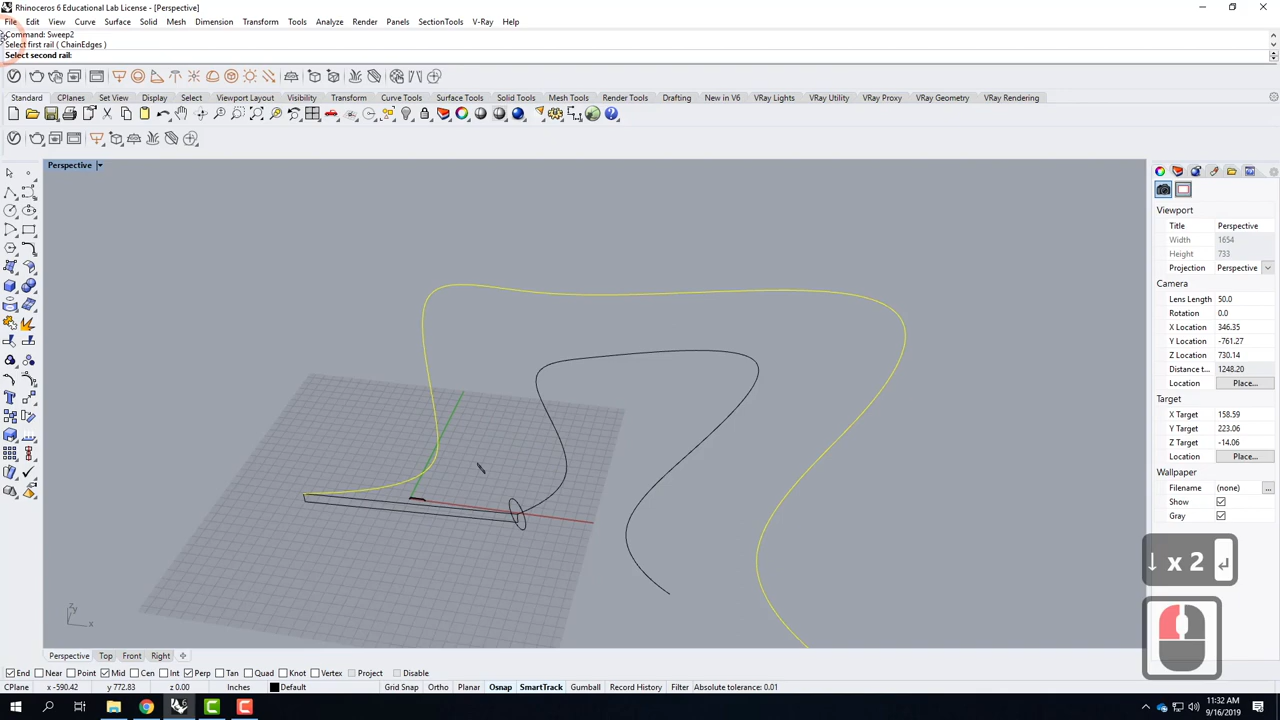 Rhinoceros 6 Educational Lab License - [Perspective]
File Edit View Curve Surface Solid Mesh Dimension Transform Tools Analyze Render Panels SectionTools V-Ray Help
Command: Sweep2
Select first rail ( ChainEdges )
Select second rail:
Standard CPlanes Set View Display Select Viewport Layout Visibility Transform Curve Tools Surface Tools Solid Tools Mesh Tools Render Tools Drafting New in V6 VRay Lights VRay Utility VRay Proxy VRay Geometry VRay Rendering
Perspective
Viewport
Title Perspective
Width 1654
Height 733
Projection Perspective
Camera
Lens Length 50.0
Rotation 0.0
X Location 346.35
Y Location -761.27
Z Location 730.14
Distance t... 1248.20
Location Place...
Target
X Target 158.59
Y Target 223.06
Z Target -14.06
Location Place...
Wallpaper
Filename (none) ...
Show
Gray
↓ x 2 ↵
Zy
x
Perspective Top Front Right
End Near Point Mid Cen Int Perp Tan Quad Knot Vertex Project Disable
CPlane x -590.42 y 772.83 z 0.00 Inches Default Grid Snap Ortho Planar Osnap SmartTrack Gumball Record History Filter Absolute tolerance: 0.01
11:32 AM
9/16/2019